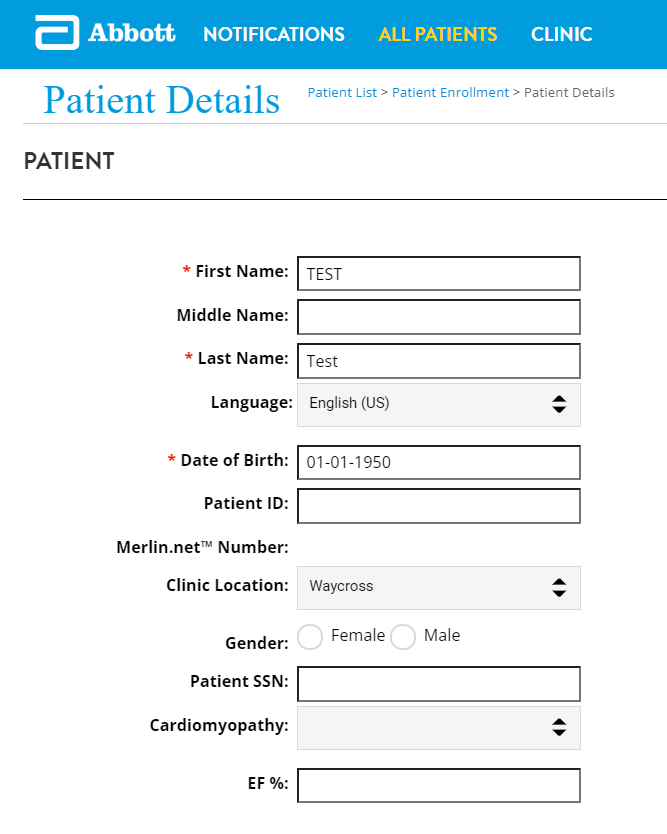 Abbott NOTIFICATIONS ALL PATIENTS CLINIC
Patient Details Patient List > Patient Enrollment > Patient Details
PATIENT
* First Name: TEST
Middle Name:
* Last Name: Test
Language: English (US)
* Date of Birth: 01-01-1950
Patient ID:
Merlin.net™ Number:
Clinic Location: Waycross
Gender: Female Male
Patient SSN:
Cardiomyopathy:
EF %: